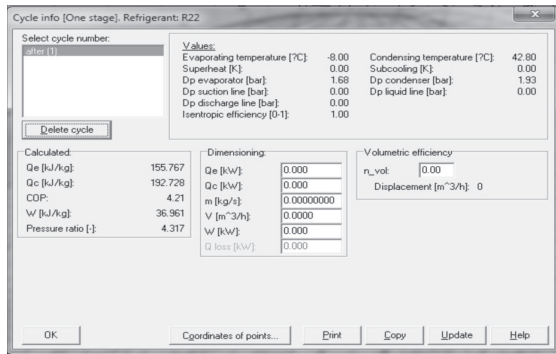 Cycle info [One stage]. Refrigerant: R22
Select cycle number:
after (1)
Delete cycle
Values:
Evaporating temperature [?C]: -8.00 Condensing temperature [?C]: 42.80
Superheat [K]: 0.00 Subcooling [K]: 0.00
Dp evaporator [bar]: 1.68 Dp condenser [bar]: 1.93
Dp suction line [bar]: 0.00 Dp liquid line [bar]: 0.00
Dp discharge line [bar]: 0.00
Isentropic efficiency [0-1]: 1.00
Calculated:
Qe [kJ/kg]: 155.767
Qc [kJ/kg]: 192.728
COP: 4.21
W [kJ/kg]: 36.961
Pressure ratio [-]: 4.317
Dimensioning:
Qe [kW]: 0.000
Qc [kW]: 0.000
m [kg/s]: 0.00000000
V [m^3/h]: 0.0000
W [kW]: 0.000
Q loss [kW]: 0.000
Volumetric efficiency
n_vol: 0.00
Displacement [m^3/h]: 0
OK Coordinates of points... Print Copy Update Help